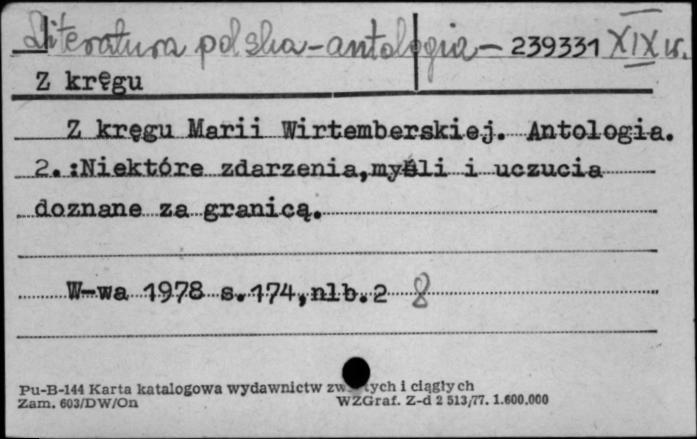 Literatura polska-antologia- 239331 XIX w.
Z kręgu
Z kręgu Marii Wirtemberskiej. Antologia.
2.:Niektóre zdarzenia,myśli i uczucia
doznane za granicą.
W-wa 1978 s.174,nlb.2 8
Pu-B-144 Karta katalogowa wydawnictw zw tych i ciągłych
Zam. 603/DW/On WZGraf. Z-d 2 513/77. 1.600.000